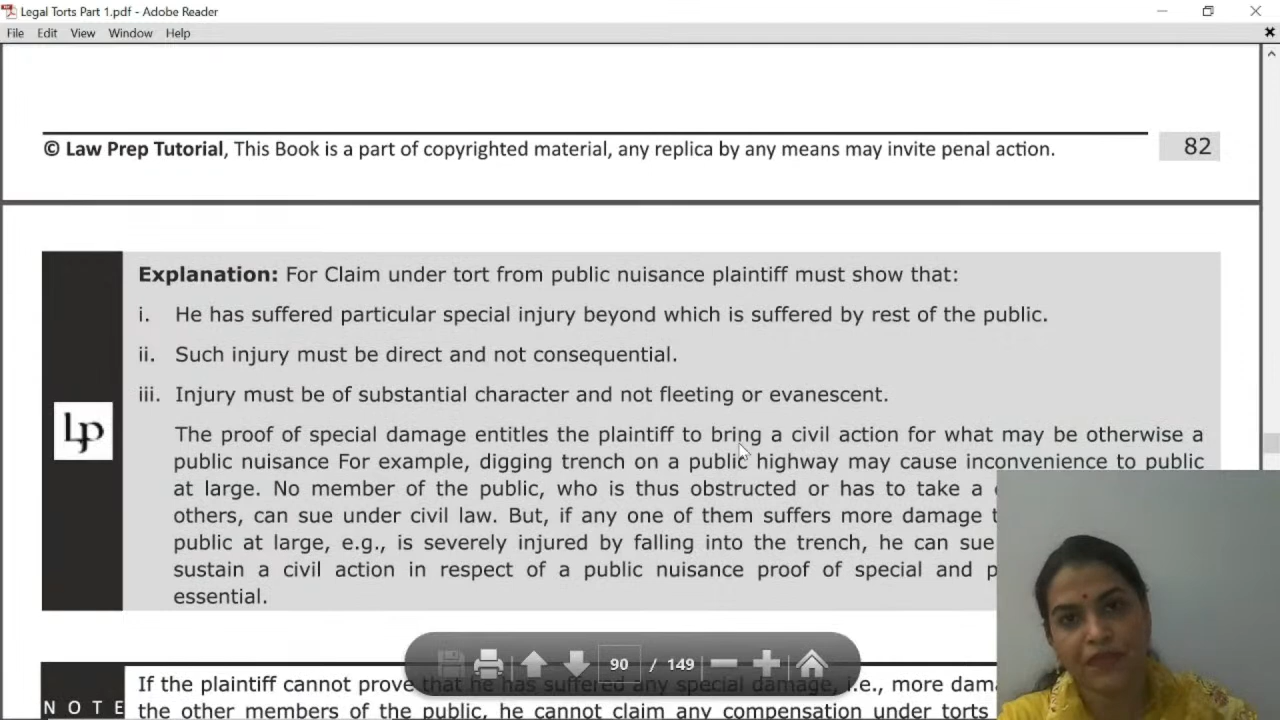 Legal Torts Part 1.pdf - Adobe Reader
File Edit View Window Help
© Law Prep Tutorial, This Book is a part of copyrighted material, any replica by any means may invite penal action.
82
Explanation: For Claim under tort from public nuisance plaintiff must show that:
i. He has suffered particular special injury beyond which is suffered by rest of the public.
ii. Such injury must be direct and not consequential.
iii. Injury must be of substantial character and not fleeting or evanescent.
The proof of special damage entitles the plaintiff to bring a civil action for what may be otherwise a
public nuisance For example, digging trench on a public highway may cause inconvenience to public
at large. No member of the public, who is thus obstructed or has to take a
others, can sue under civil law. But, if any one of them suffers more damage
public at large, e.g., is severely injured by falling into the trench, he can sue
sustain a civil action in respect of a public nuisance proof of special and
essential.
Lp
90 / 149
NOTE
If the plaintiff cannot prove that he has suffered any special damage, i.e., more
the other members of the public, he cannot claim any compensation under torts